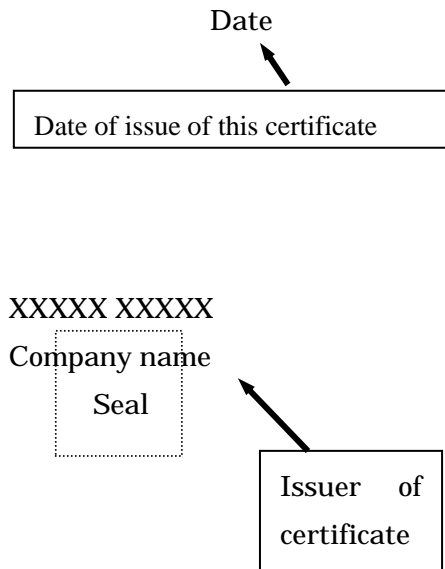 Date
Date of issue of this certificate
XXXXX XXXXX
Company name
Seal
Issuer of
certificate